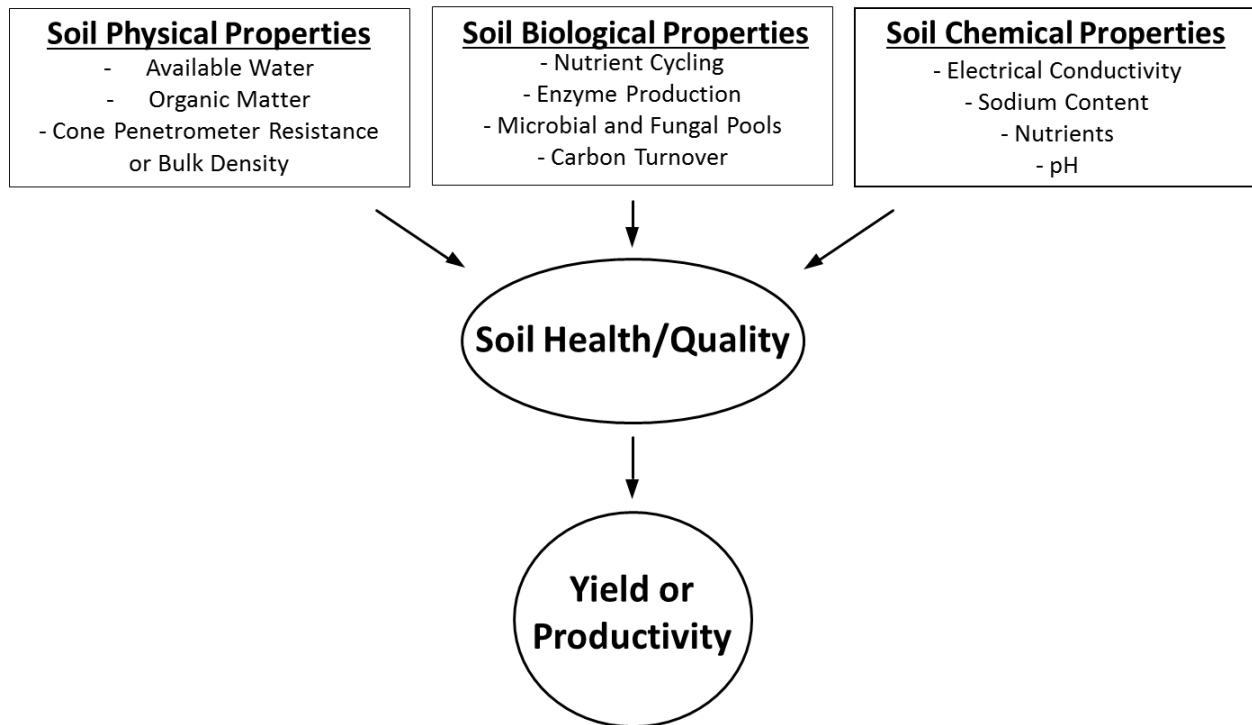 Soil Physical Properties
- Available Water
- Organic Matter
- Cone Penetrometer Resistance
or Bulk Density
Soil Biological Properties
- Nutrient Cycling
- Enzyme Production
- Microbial and Fungal Pools
- Carbon Turnover
Soil Chemical Properties
- Electrical Conductivity
- Sodium Content
- Nutrients
- pH
Soil Health/Quality
Yield or
Productivity